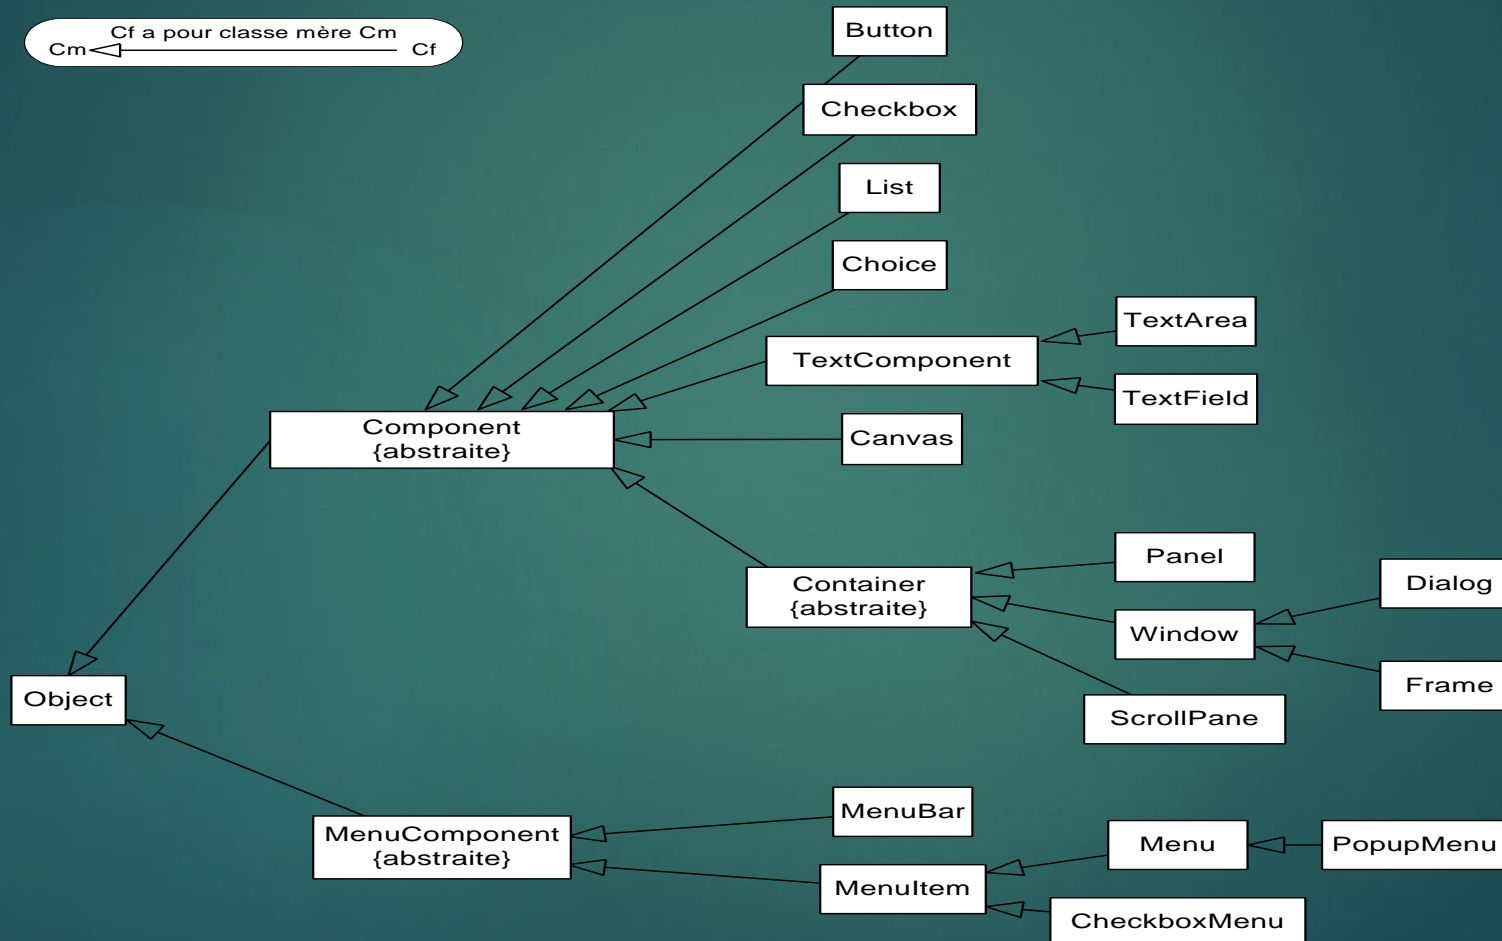 Cf a pour classe mère Cm
Cm Cf
Button
Checkbox
List
Choice
TextArea
TextComponent
TextField
Component
{abstraite}
Canvas
Panel
Container
{abstraite}
Dialog
Window
Frame
Object
ScrollPane
MenuBar
MenuComponent
{abstraite}
Menu
PopupMenu
MenuItem
CheckboxMenu